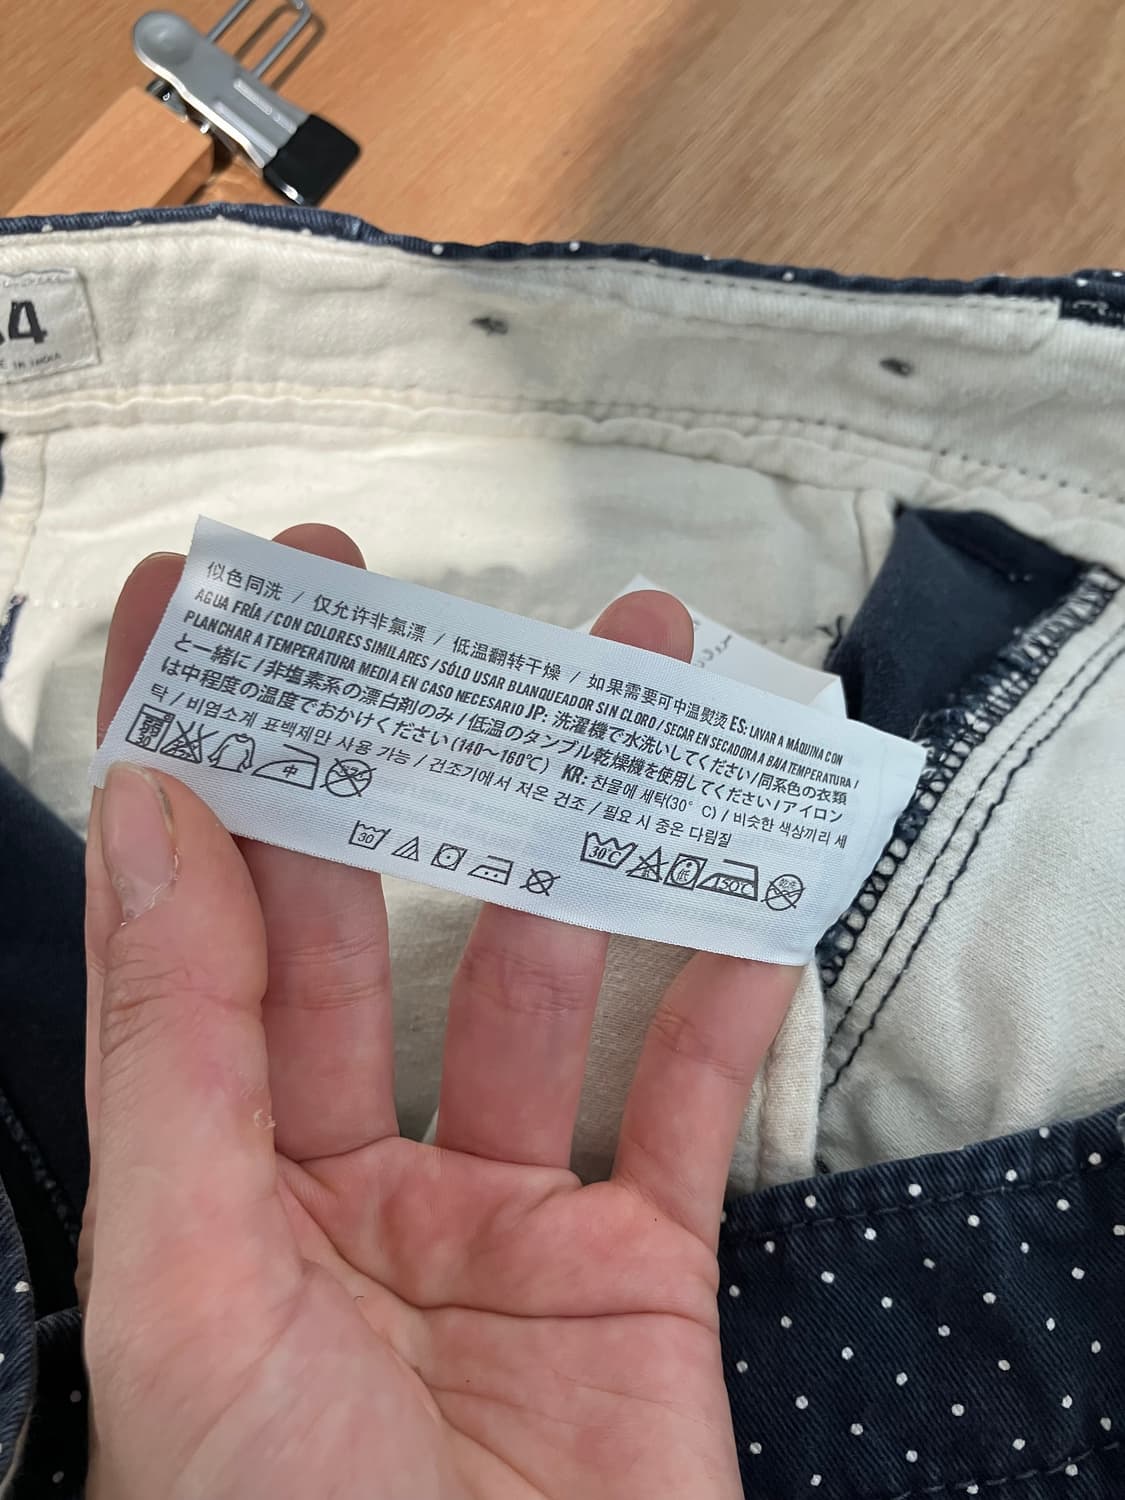 4
IN INDIA
似色同洗 / 仅允许非氯漂 / 低温翻转干燥 / 如果需要可中温熨烫 ES: LAVAR A MÁQUINA CON
AGUA FRÍA / CON COLORES SIMILARES / SÓLO USAR BLANQUEADOR SIN CLORO / SECAR EN SECADORA A BAJA TEMPERATURA /
PLANCHAR A TEMPERATURA MEDIA EN CASO NECESARIO JP: 洗濯機で水洗いしてください/同系色の衣類
と一緒に/非塩素系の漂白剤のみ/低温のタンブル乾燥機を使用してください/アイロン
は中程度の温度でおかけください(140~160℃) KR: 찬물에 세탁(30° C) / 비슷한 색상끼리 세
탁 / 비염소계 표백제만 사용 가능 / 건조기에서 저온 건조 / 필요 시 중온 다림질
中
30
30℃
低
150℃